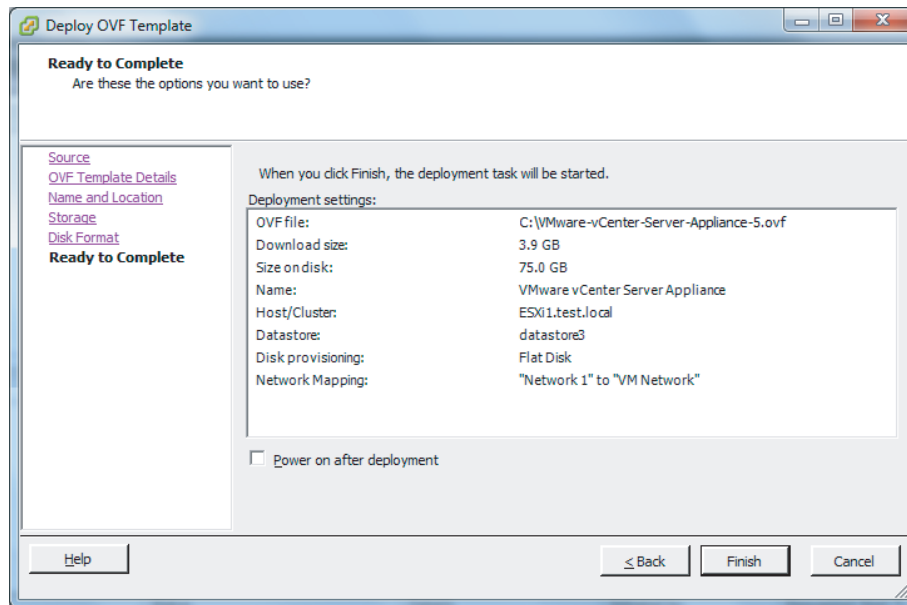 Deploy OVF Template
Ready to Complete
Are these the options you want to use?
Source
OVF Template Details
Name and Location
Storage
Disk Format
Ready to Complete
When you click Finish, the deployment task will be started.
Deployment settings:
OVF file: C:\VMware-vCenter-Server-Appliance-5.ovf
Download size: 3.9 GB
Size on disk: 75.0 GB
Name: VMware vCenter Server Appliance
Host/Cluster: ESXi1.test.local
Datastore: datastore3
Disk provisioning: Flat Disk
Network Mapping: "Network 1" to "VM Network"
Power on after deployment
Help
< Back Finish Cancel